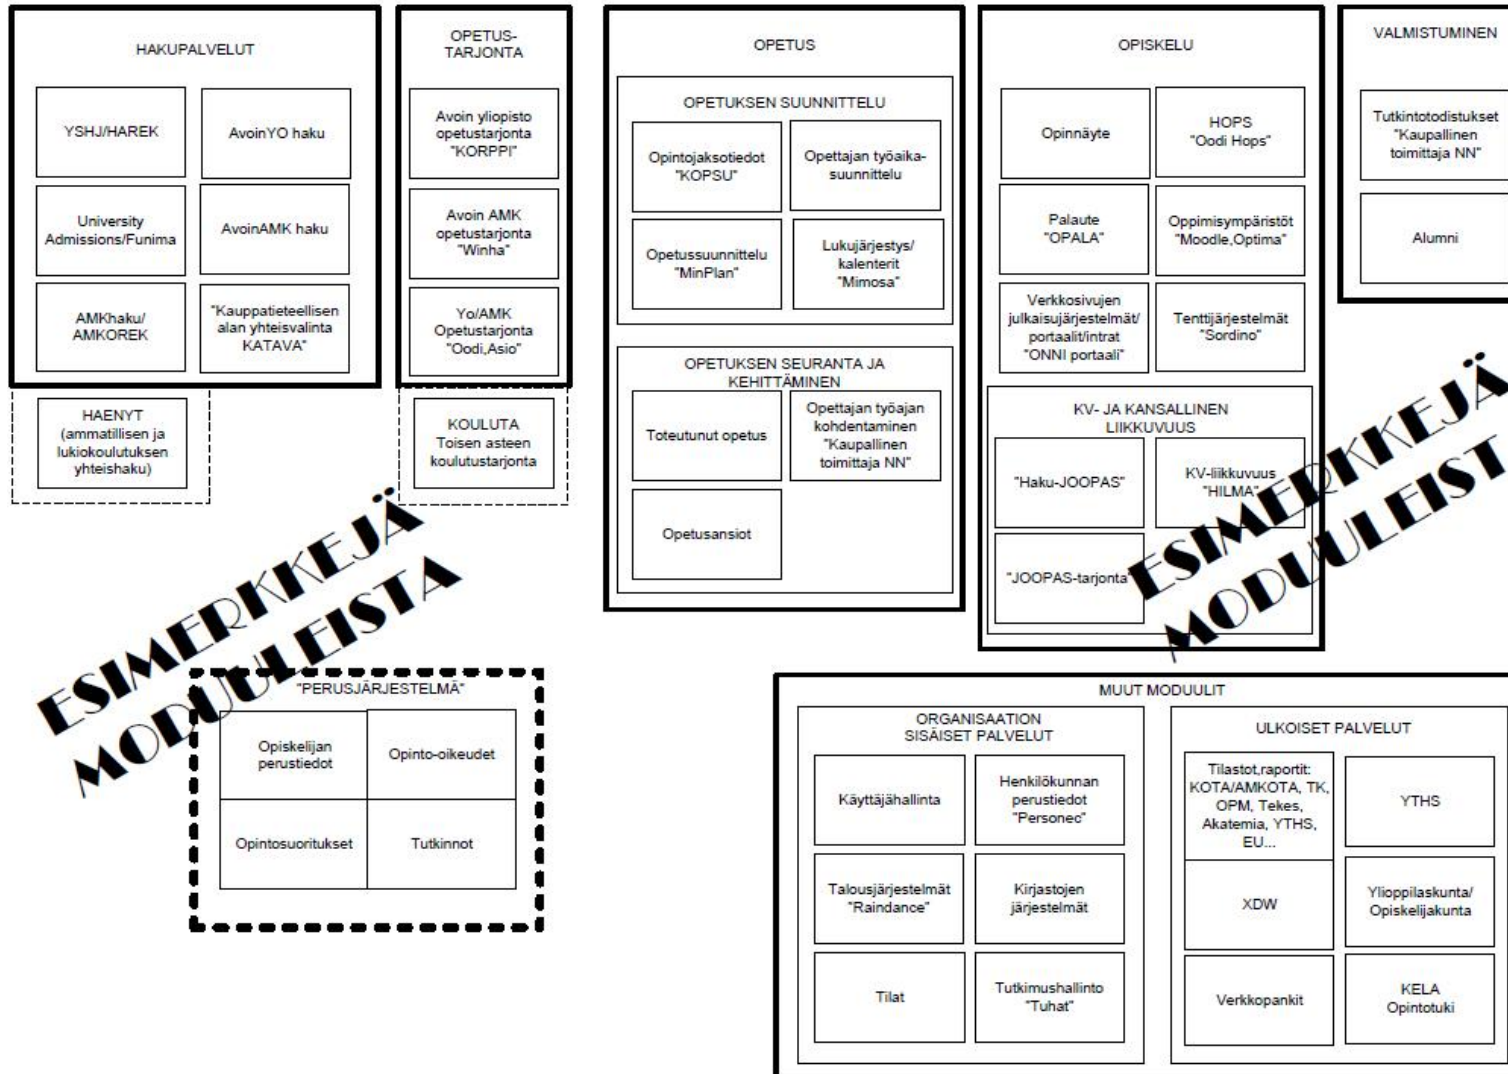 HAKUPALVELUT
YSHJ/HAREK
AvoinYO haku
University
Admissions/Funima
AvoinAMK haku
AMKhaku/
AMKOREK
"Kauppatieteellisen
alan yhteisvalinta
KATAVA"
HAENYT
(ammatillisen ja
lukiokoulutuksen
yhteishaku)
OPETUS-
TARJONTA
Avoin yliopisto
opetustarjonta
"KORPPI"
Avoin AMK
opetustarjonta
"Winha"
Yo/AMK
Opetustarjonta
"Oodi,Asio"
KOULUTA
Toisen asteen
koulutustarjonta
OPETUS
OPETUKSEN SUUNNITTELU
Opintojaksotiedot
"KOPSU"
Opettajan työaika-
suunnittelu
Opetussuunnittelu
"MinPlan"
Lukujärjestys/
kalenterit
"Mimosa"
OPETUKSEN SEURANTA JA
KEHITTÄMINEN
Toteutunut opetus
Opettajan työajan
kohdentaminen
"Kaupallinen
toimittaja NN"
Opetusansiot
OPISKELU
Opinnäyte
HOPS
"Oodi Hops"
Palaute
"OPALA"
Oppimisympäristöt
"Moodle,Optima"
Verkkosivujen
julkaisujärjestelmät/
portaalit/intrat
"ONNI portaali"
Tenttijärjestelmät
"Sordino"
KV- JA KANSALLINEN
LIIKKUVUUS
"Haku-JOOPAS"
KV-liikkuvuus
"HILMA"
"JOOPAS-tarjonta"
VALMISTUMINEN
Tutkintotodistukset
"Kaupallinen
toimittaja NN"
Alumni
ESIMERKKEJÄ
MODUULEISTA
ESIMERKKEJÄ
MODUULEIST
"PERUSJÄRJESTELMÄ"
Opiskelijan
perustiedot
Opinto-oikeudet
Opintosuoritukset
Tutkinnot
MUUT MODUULIT
ORGANISAATION
SISÄISET PALVELUT
Käyttäjähallinta
Henkilökunnan
perustiedot
"Personec"
Talousjärjestelmät
"Raindance"
Kirjastojen
järjestelmät
Tilat
Tutkimushallinto
"Tuhat"
ULKOISET PALVELUT
Tilastot,raportit:
KOTA/AMKOTA, TK,
OPM, Tekes,
Akatemia, YTHS,
EU...
YTHS
XDW
Ylioppilaskunta/
Opiskelijakunta
Verkkopankit
KELA
Opintotuki